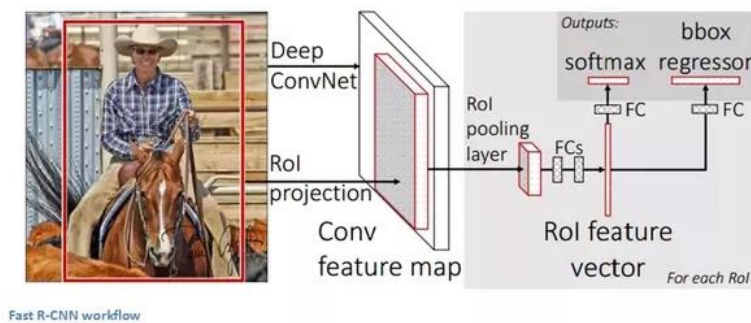 Deep
ConvNet
RoI
projection
Conv
feature map
RoI
pooling
layer
FCs
RoI feature
vector
Outputs:
softmax
bbox
regressor
FC
FC
For each RoI
Fast R-CNN workflow